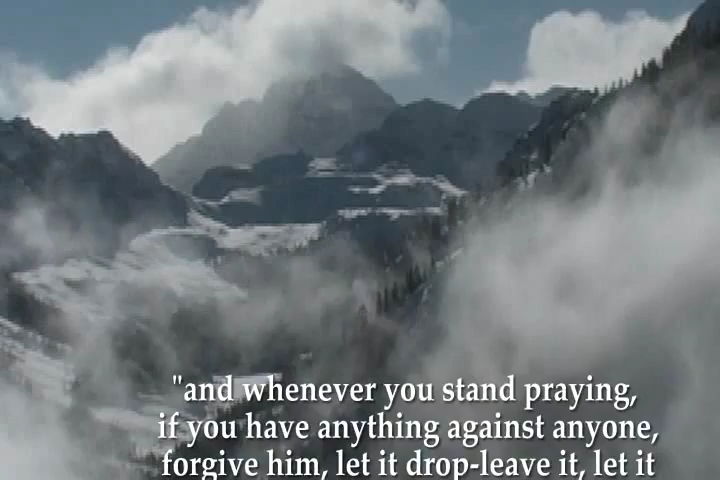 "and whenever you stand praying,
if you have anything against anyone,
forgive him, let it drop-leave it, let it